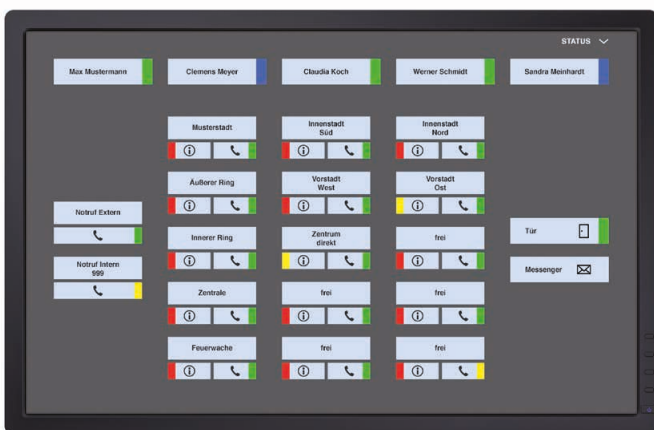 STATUS
Max Mustermann
Clemens Meyer
Claudia Koch
Werner Schmidt
Sandra Meinhardt
Musterstadt
Innenstadt
Süd
Innenstadt
Nord
Äußerer Ring
Vorstadt
West
Vorstadt
Ost
Notruf Extern
Innerer Ring
Zentrum
direkt
frei
Tür
Notruf Intern
999
Messenger
Zentrale
frei
frei
Feuerwache
frei
frei